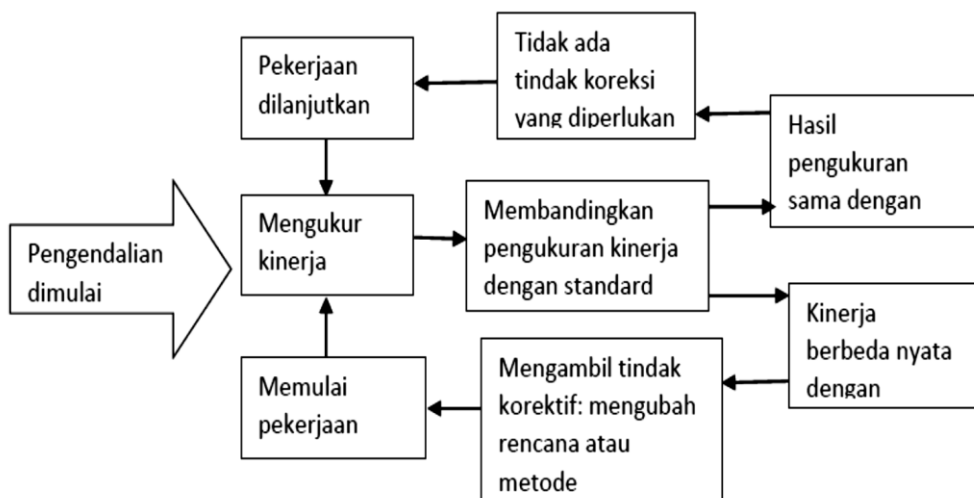 Pengendalian
dimulai
Pekerjaan
dilanjutkan
Tidak ada
tindak koreksi
yang diperlukan
Hasil
pengukuran
sama dengan
Mengukur
kinerja
Membandingkan
pengukuran kinerja
dengan standard
Kinerja
berbeda nyata
dengan
Mengambil tindak
korektif: mengubah
rencana atau
metode
Memulai
pekerjaan